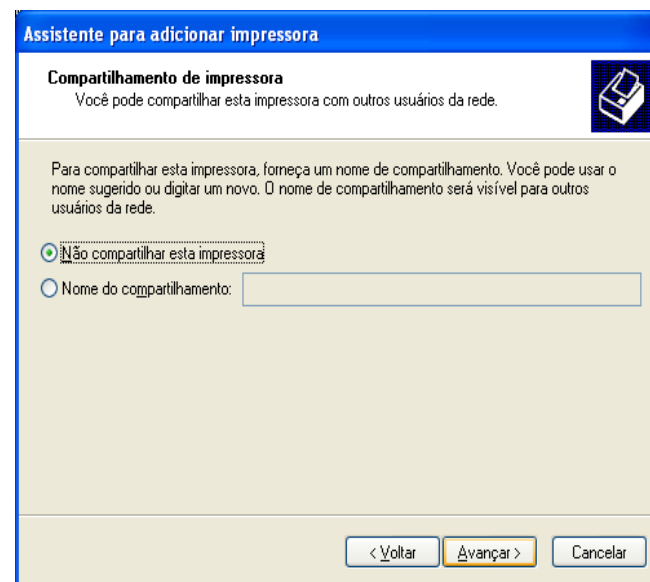 Assistente para adicionar impressora
Compartilhamento de impressora
Você pode compartilhar esta impressora com outros usuários da rede.
Para compartilhar esta impressora, forneça um nome de compartilhamento. Você pode usar o
nome sugerido ou digitar um novo. O nome de compartilhamento será visível para outros
usuários da rede.
Não compartilhar esta impressora
Nome do compartilhamento:
< Voltar Avançar > Cancelar